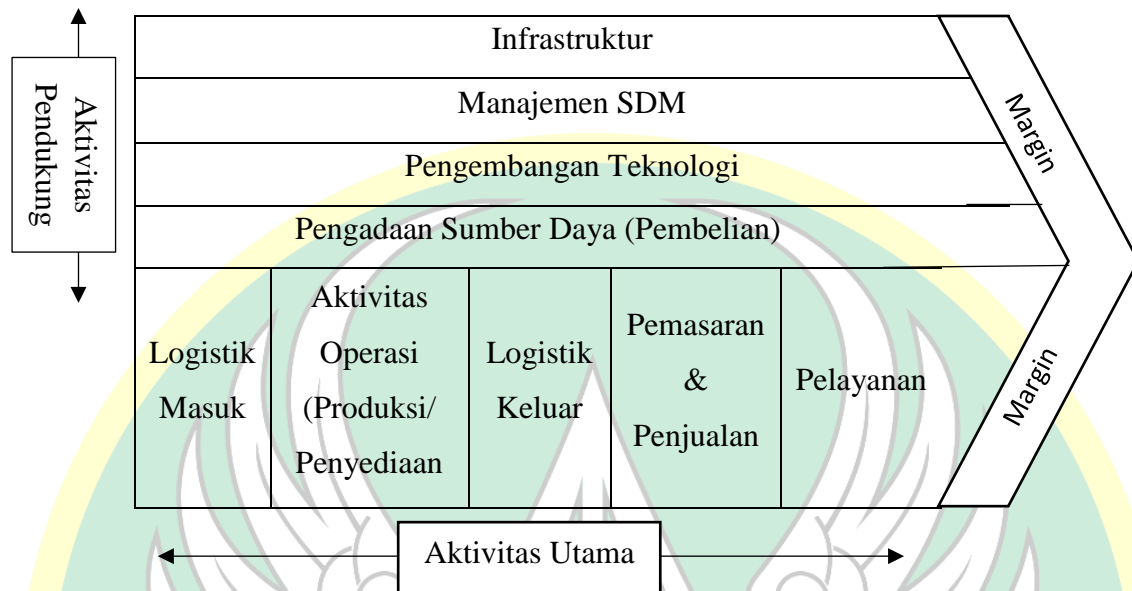 Infrastruktur
Manajemen SDM
Pengembangan Teknologi
Pengadaan Sumber Daya (Pembelian)
Aktivitas
Pendukung
Margin
Margin
Logistik
Masuk
Aktivitas
Operasi
(Produksi/
Penyediaan
Logistik
Keluar
Pemasaran
&
Penjualan
Pelayanan
Aktivitas Utama